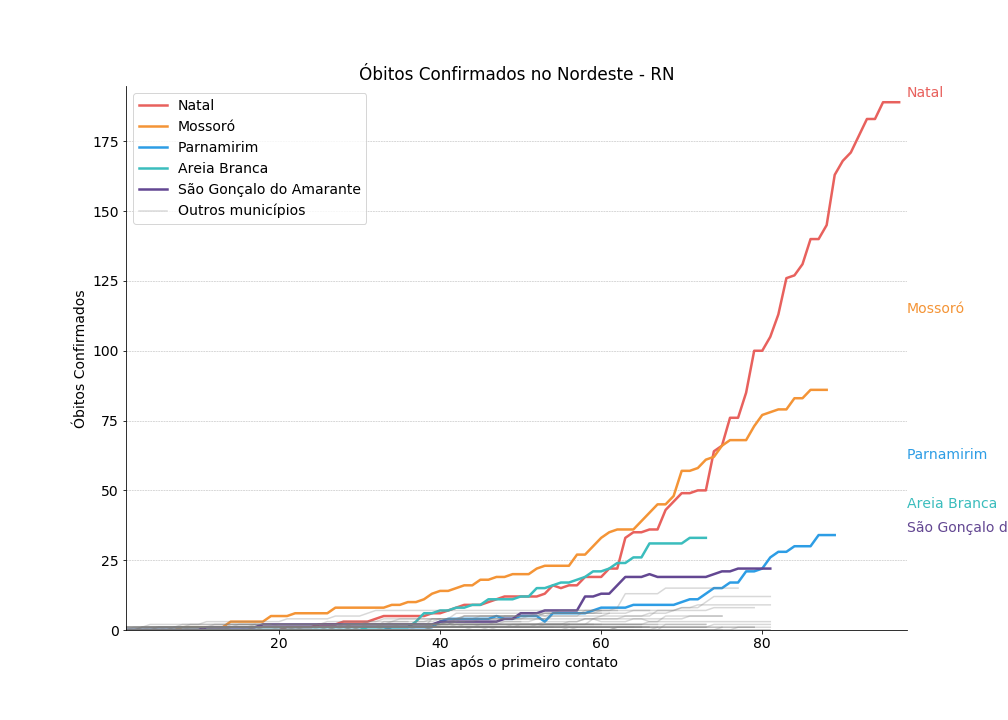 Óbitos Confirmados no Nordeste - RN
Natal
Mossoró
Parnamirim
Areia Branca
São Gonçalo do Amarante
Outros municípios
Óbitos Confirmados
175
150
125
100
75
50
25
0
20
40
60
80
Dias após o primeiro contato
Natal
Mossoró
Parnamirim
Areia Branca
São Gonçalo d